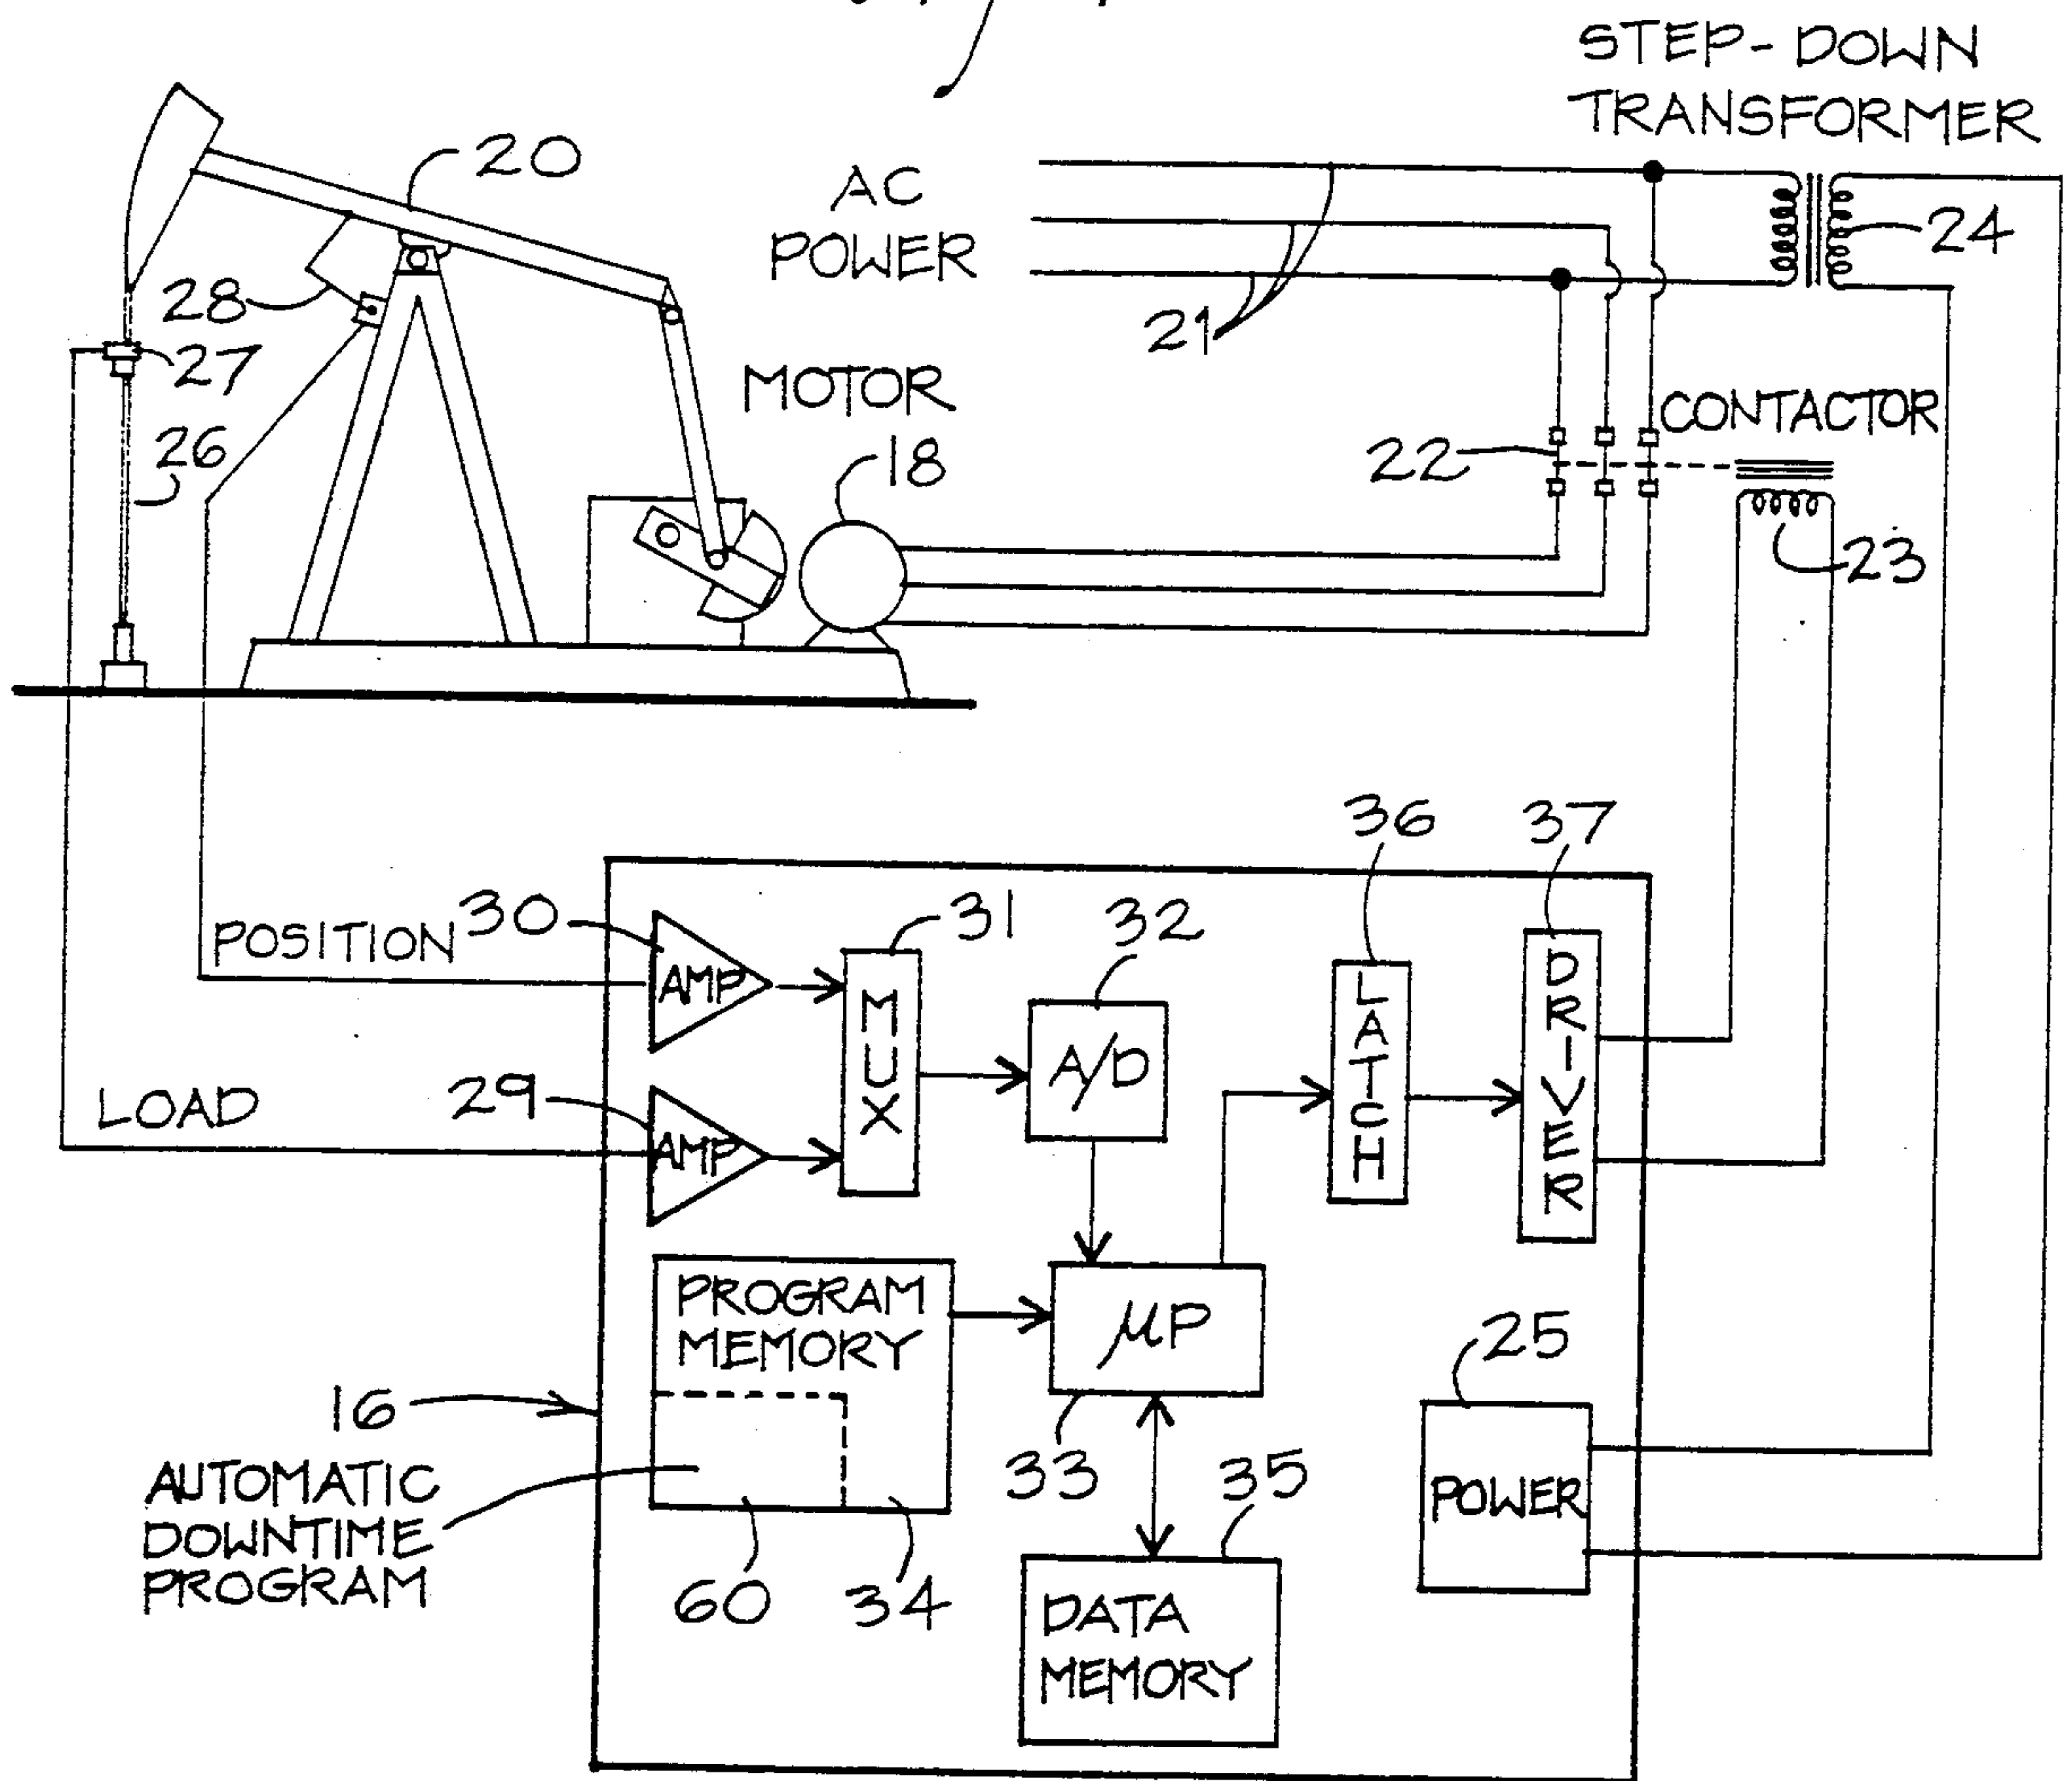 STEP-DOWN
TRANSFORMER
20
AC
POWER
24
28
21
27
MOTOR
CONTACTOR
26
18
22
23
36
37
POSITION
30
31
32
AMP
MUX
A/D
LATCH
DRIVER
LOAD
29
AMP
PROGRAM
MEMORY
μP
25
16
33
35
POWER
AUTOMATIC
DOWNTIME
PROGRAM
60
34
DATA
MEMORY